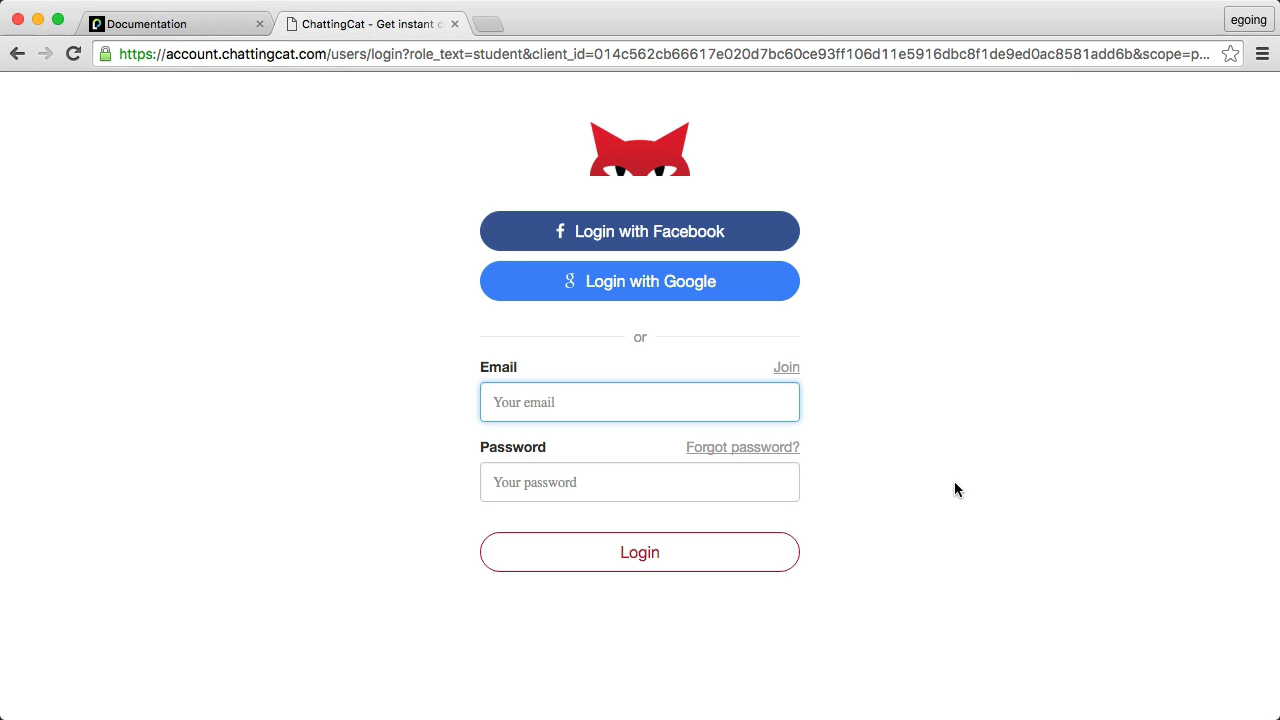 Documentation
ChattingCat - Get instant c
egoing
https://account.chattingcat.com/users/login?role_text=student&client_id=014c562cb66617e020d7bc60ce93ff106d11e5916dbc8f1de9ed0ac8581add6b&scope=p...
Login with Facebook
Login with Google
or
Email Join
Your email
Password Forgot password?
Your password
Login